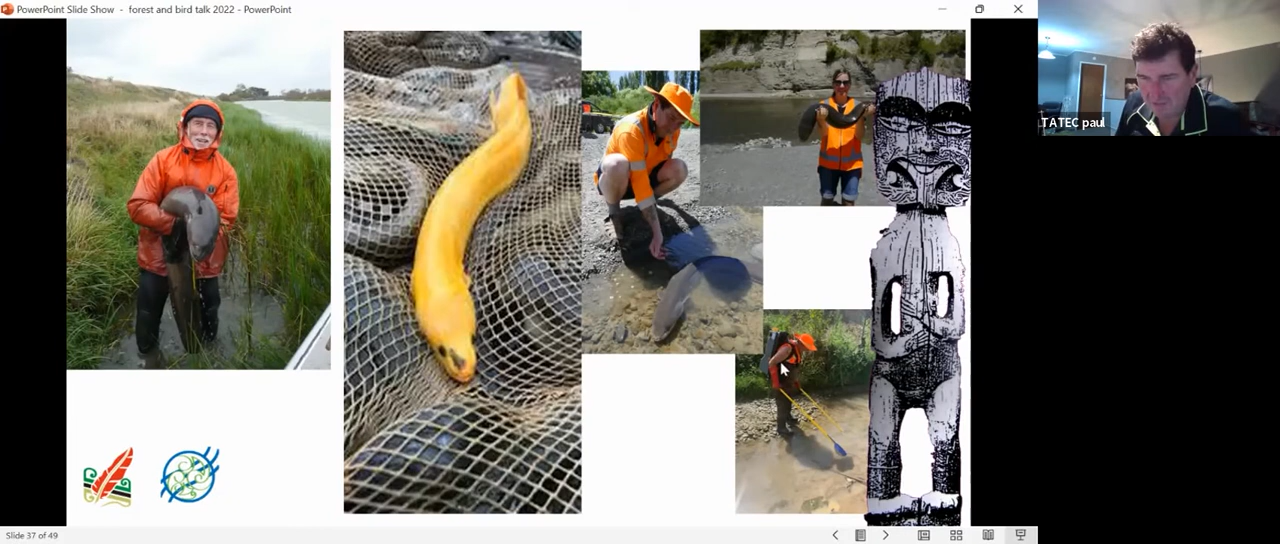 PowerPoint Slide Show - forest and bird talk 2022 - PowerPoint
TATEC paul
Slide 37 of 49